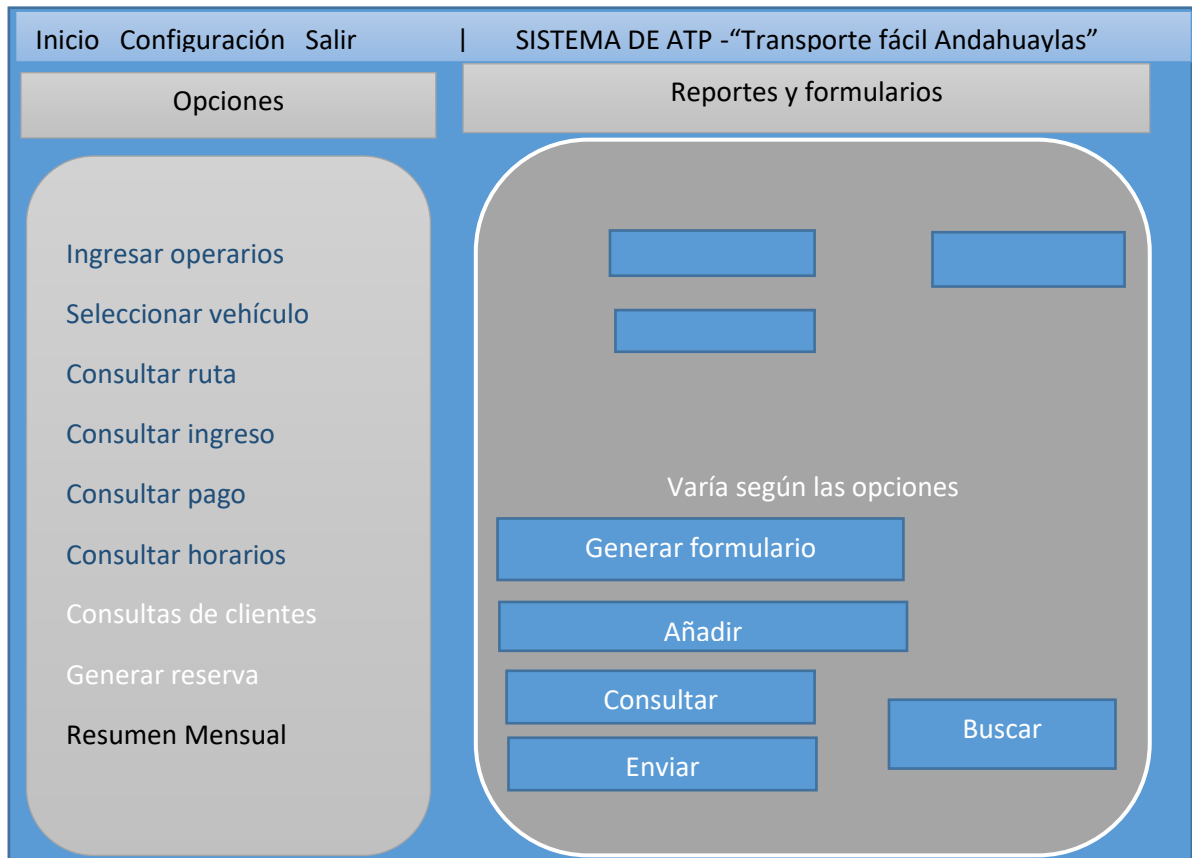 Inicio Configuración Salir | SISTEMA DE ATP -“Transporte fácil Andahuaylas”
Opciones
Reportes y formularios
Ingresar operarios
Seleccionar vehículo
Consultar ruta
Consultar ingreso
Consultar pago
Consultar horarios
Consultas de clientes
Generar reserva
Resumen Mensual
Varía según las opciones
Generar formulario
Añadir
Consultar
Buscar
Enviar